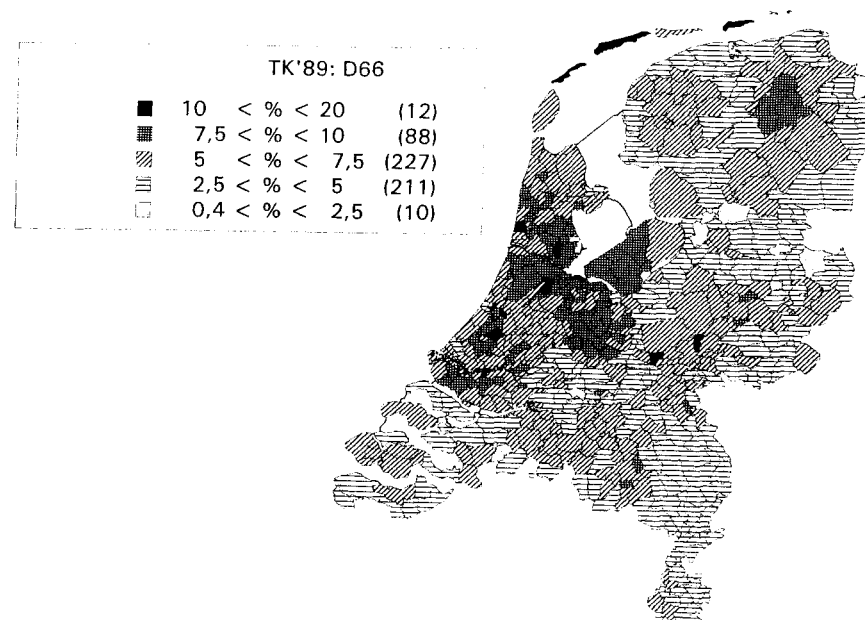 TK'89: D66
10 < % < 20 (12)
7,5 < % < 10 (88)
5 < % < 7,5 (227)
2,5 < % < 5 (211)
0,4 < % < 2,5 (10)